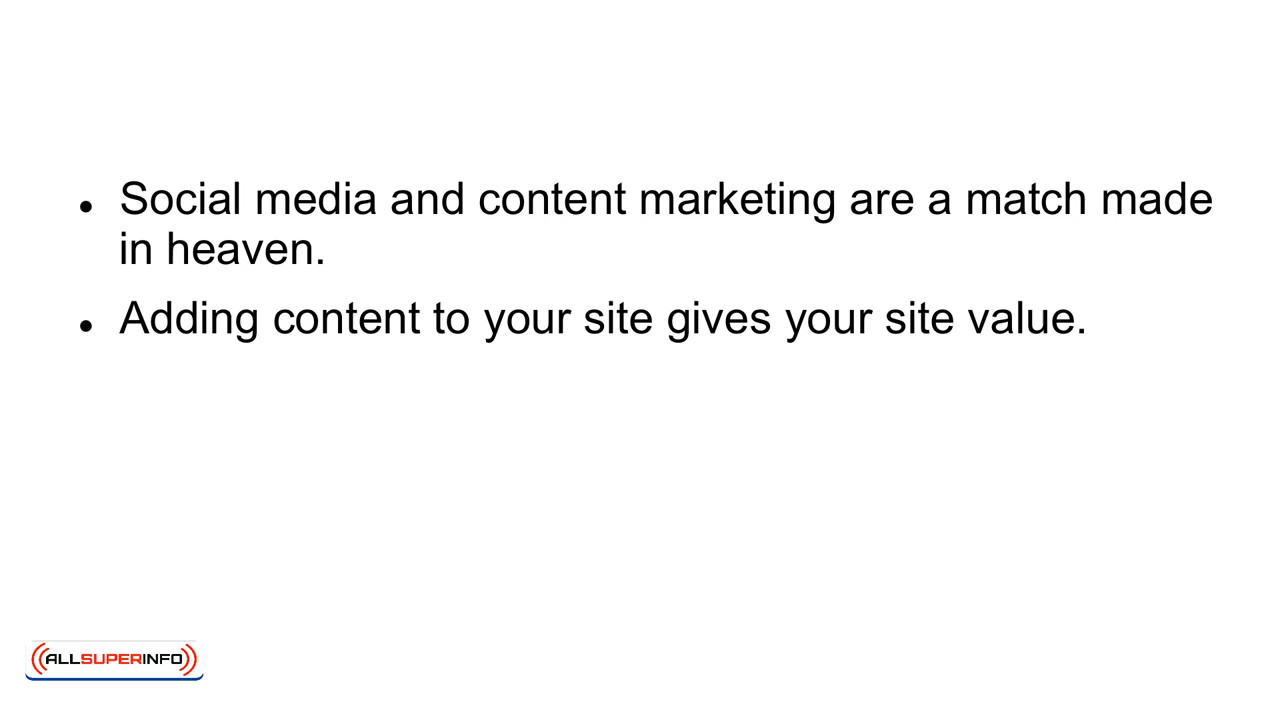 • Social media and content marketing are a match made
in heaven.
• Adding content to your site gives your site value.
ALLSUPERINFO